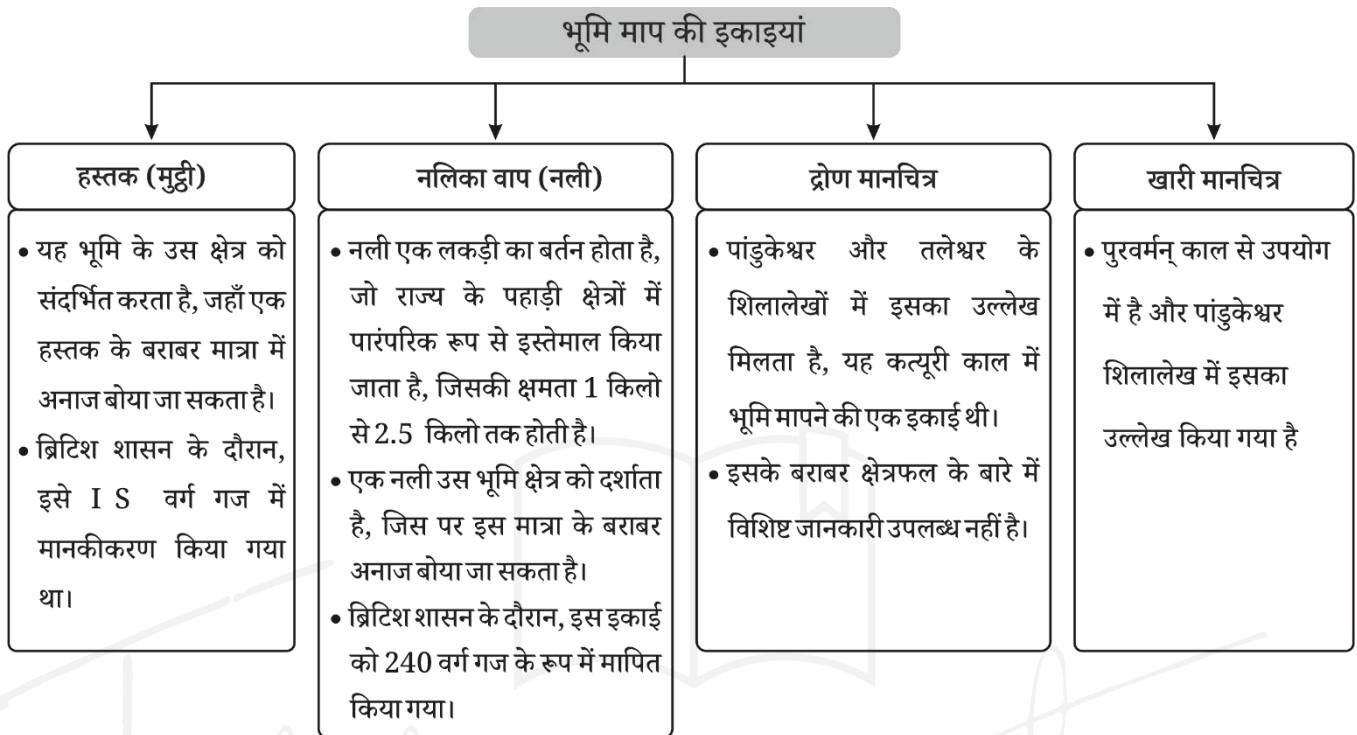 भूमि माप की इकाइयां
हस्तक (मुट्ठी)
• यह भूमि के उस क्षेत्र को
संदर्भित करता है, जहाँ एक
हस्तक के बराबर मात्रा में
अनाज बोया जा सकता है।
• ब्रिटिश शासन के दौरान,
इसे I S वर्ग गज में
मानकीकरण किया गया
था।
नलिका वाप (नली)
• नली एक लकड़ी का बर्तन होता है,
जो राज्य के पहाड़ी क्षेत्रों में
पारंपरिक रूप से इस्तेमाल किया
जाता है, जिसकी क्षमता 1 किलो
से 2.5 किलो तक होती है।
• एक नली उस भूमि क्षेत्र को दर्शाता
है, जिस पर इस मात्रा के बराबर
अनाज बोया जा सकता है।
• ब्रिटिश शासन के दौरान, इस इकाई
को 240 वर्ग गज के रूप में मापित
किया गया।
द्रोण मानचित्र
• पांडुकेश्वर और तलेश्वर के
शिलालेखों में इसका उल्लेख
मिलता है, यह कत्यूरी काल में
भूमि मापने की एक इकाई थी।
• इसके बराबर क्षेत्रफल के बारे में
विशिष्ट जानकारी उपलब्ध नहीं है।
खारी मानचित्र
• पुरवर्मन् काल से उपयोग
में है और पांडुकेश्वर
शिलालेख में इसका
उल्लेख किया गया है